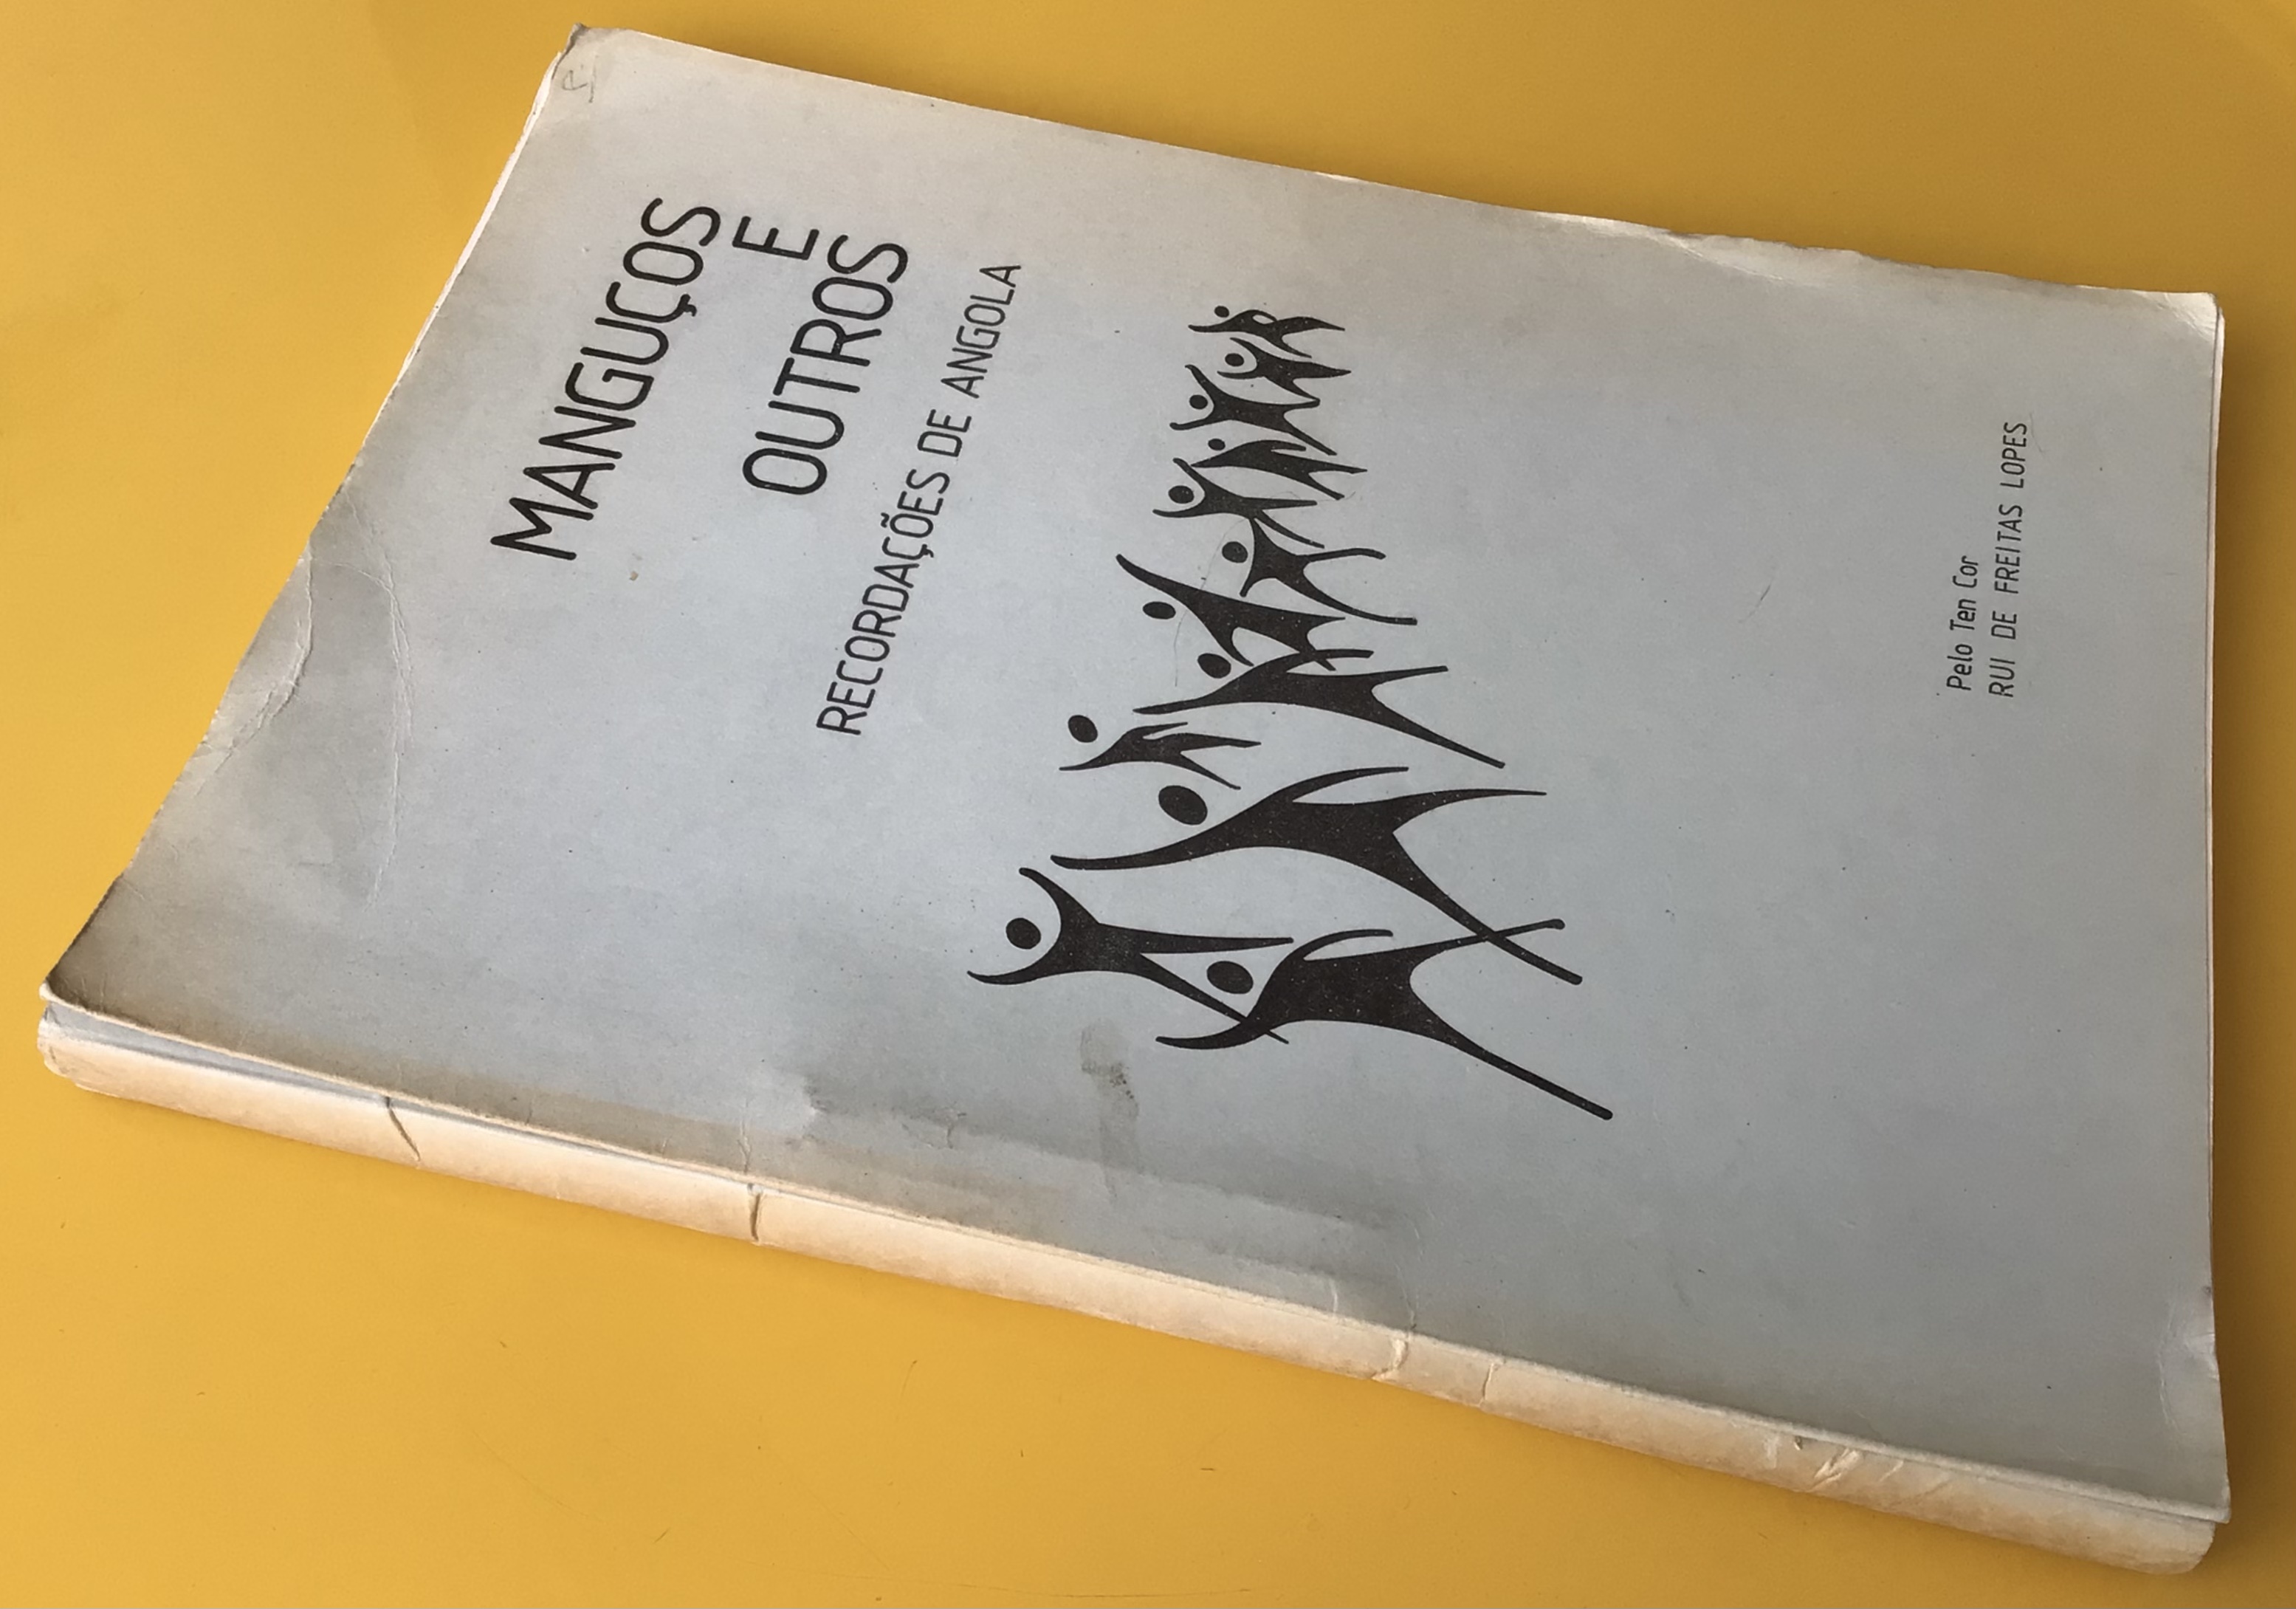 MANGUÇOS
E
OUTROS
RECORDAÇÕES DE ANGOLA
Pelo Ten Cor
RUI DE FREITAS LOPES